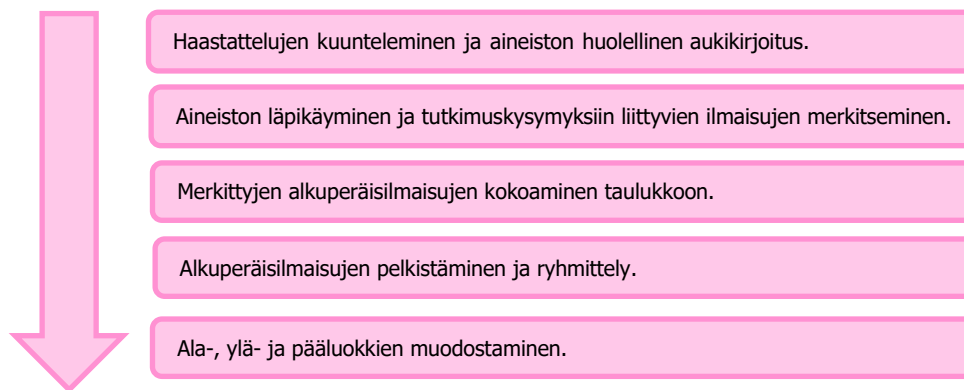 Haastattelujen kuunteleminen ja aineiston huolellinen aukikirjoitus.
Aineiston läpikäyminen ja tutkimuskysymyksiin liittyvien ilmaisujen merkitseminen.
Merkittyjen alkuperäisilmaisujen kokoaminen taulukkoon.
Alkuperäisilmaisujen pelkistäminen ja ryhmittely.
Ala-, ylä- ja pääluokkien muodostaminen.